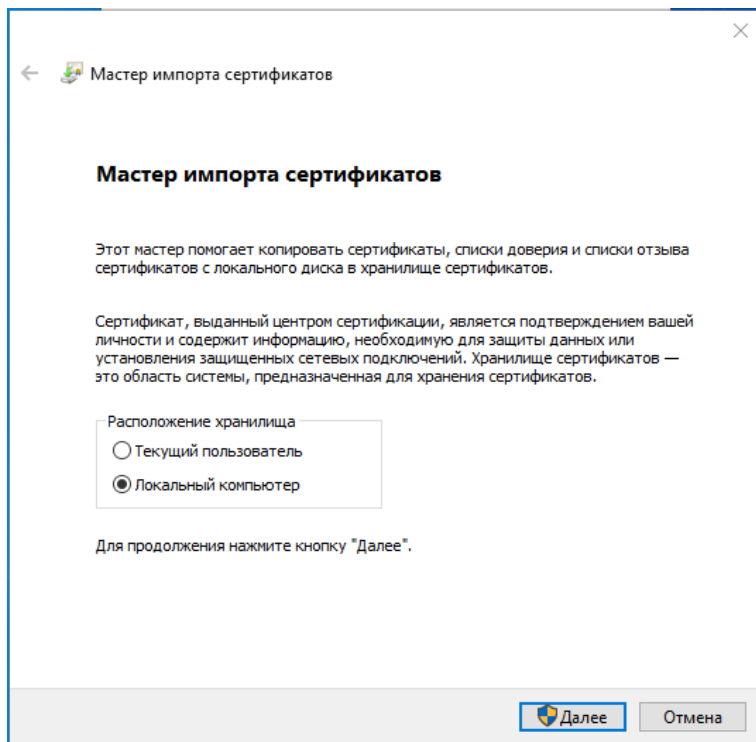 Мастер импорта сертификатов
Мастер импорта сертификатов
Этот мастер помогает копировать сертификаты, списки доверия и списки отзыва
сертификатов с локального диска в хранилище сертификатов.
Сертификат, выданный центром сертификации, является подтверждением вашей
личности и содержит информацию, необходимую для защиты данных или
установления защищенных сетевых подключений. Хранилище сертификатов —
это область системы, предназначенная для хранения сертификатов.
Расположение хранилища
Текущий пользователь
Локальный компьютер
Для продолжения нажмите кнопку "Далее".
Далее
Отмена